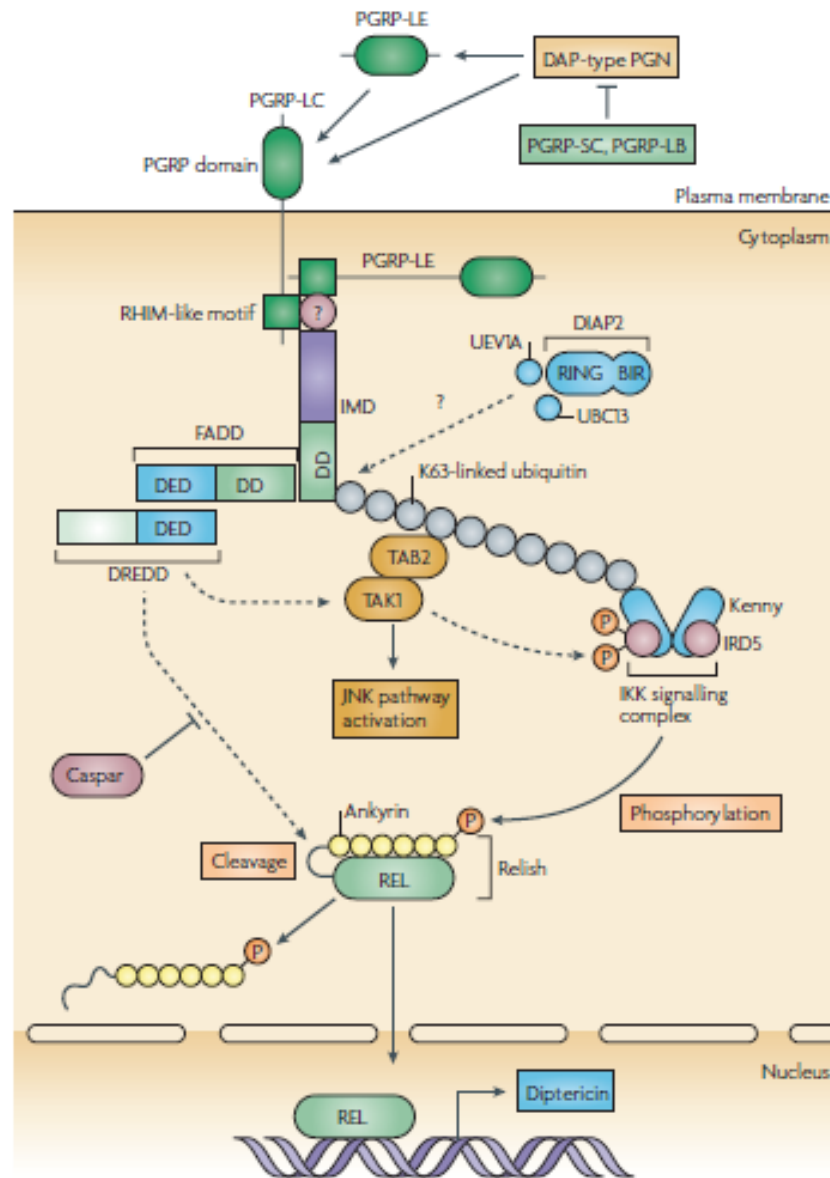 PGRP-LE
DAP-type PGN
PGRP-LC
PGRP-SC, PGRP-LB
PGRP domain
Plasma membrane
Cytoplasm
PGRP-LE
RHIM-like motif
?
DIAP2
UEV1A
RING
BIR
UBC13
?
IMD
FADD
DD
K63-linked ubiquitin
DED
DD
DED
TAB2
DREDD
TAK1
Kenny
P
IRD5
P
JNK pathway
activation
IKK signalling
complex
Caspar
Phosphorylation
Ankyrin
P
Cleavage
Relish
REL
P
Nucleus
Diptericin
REL